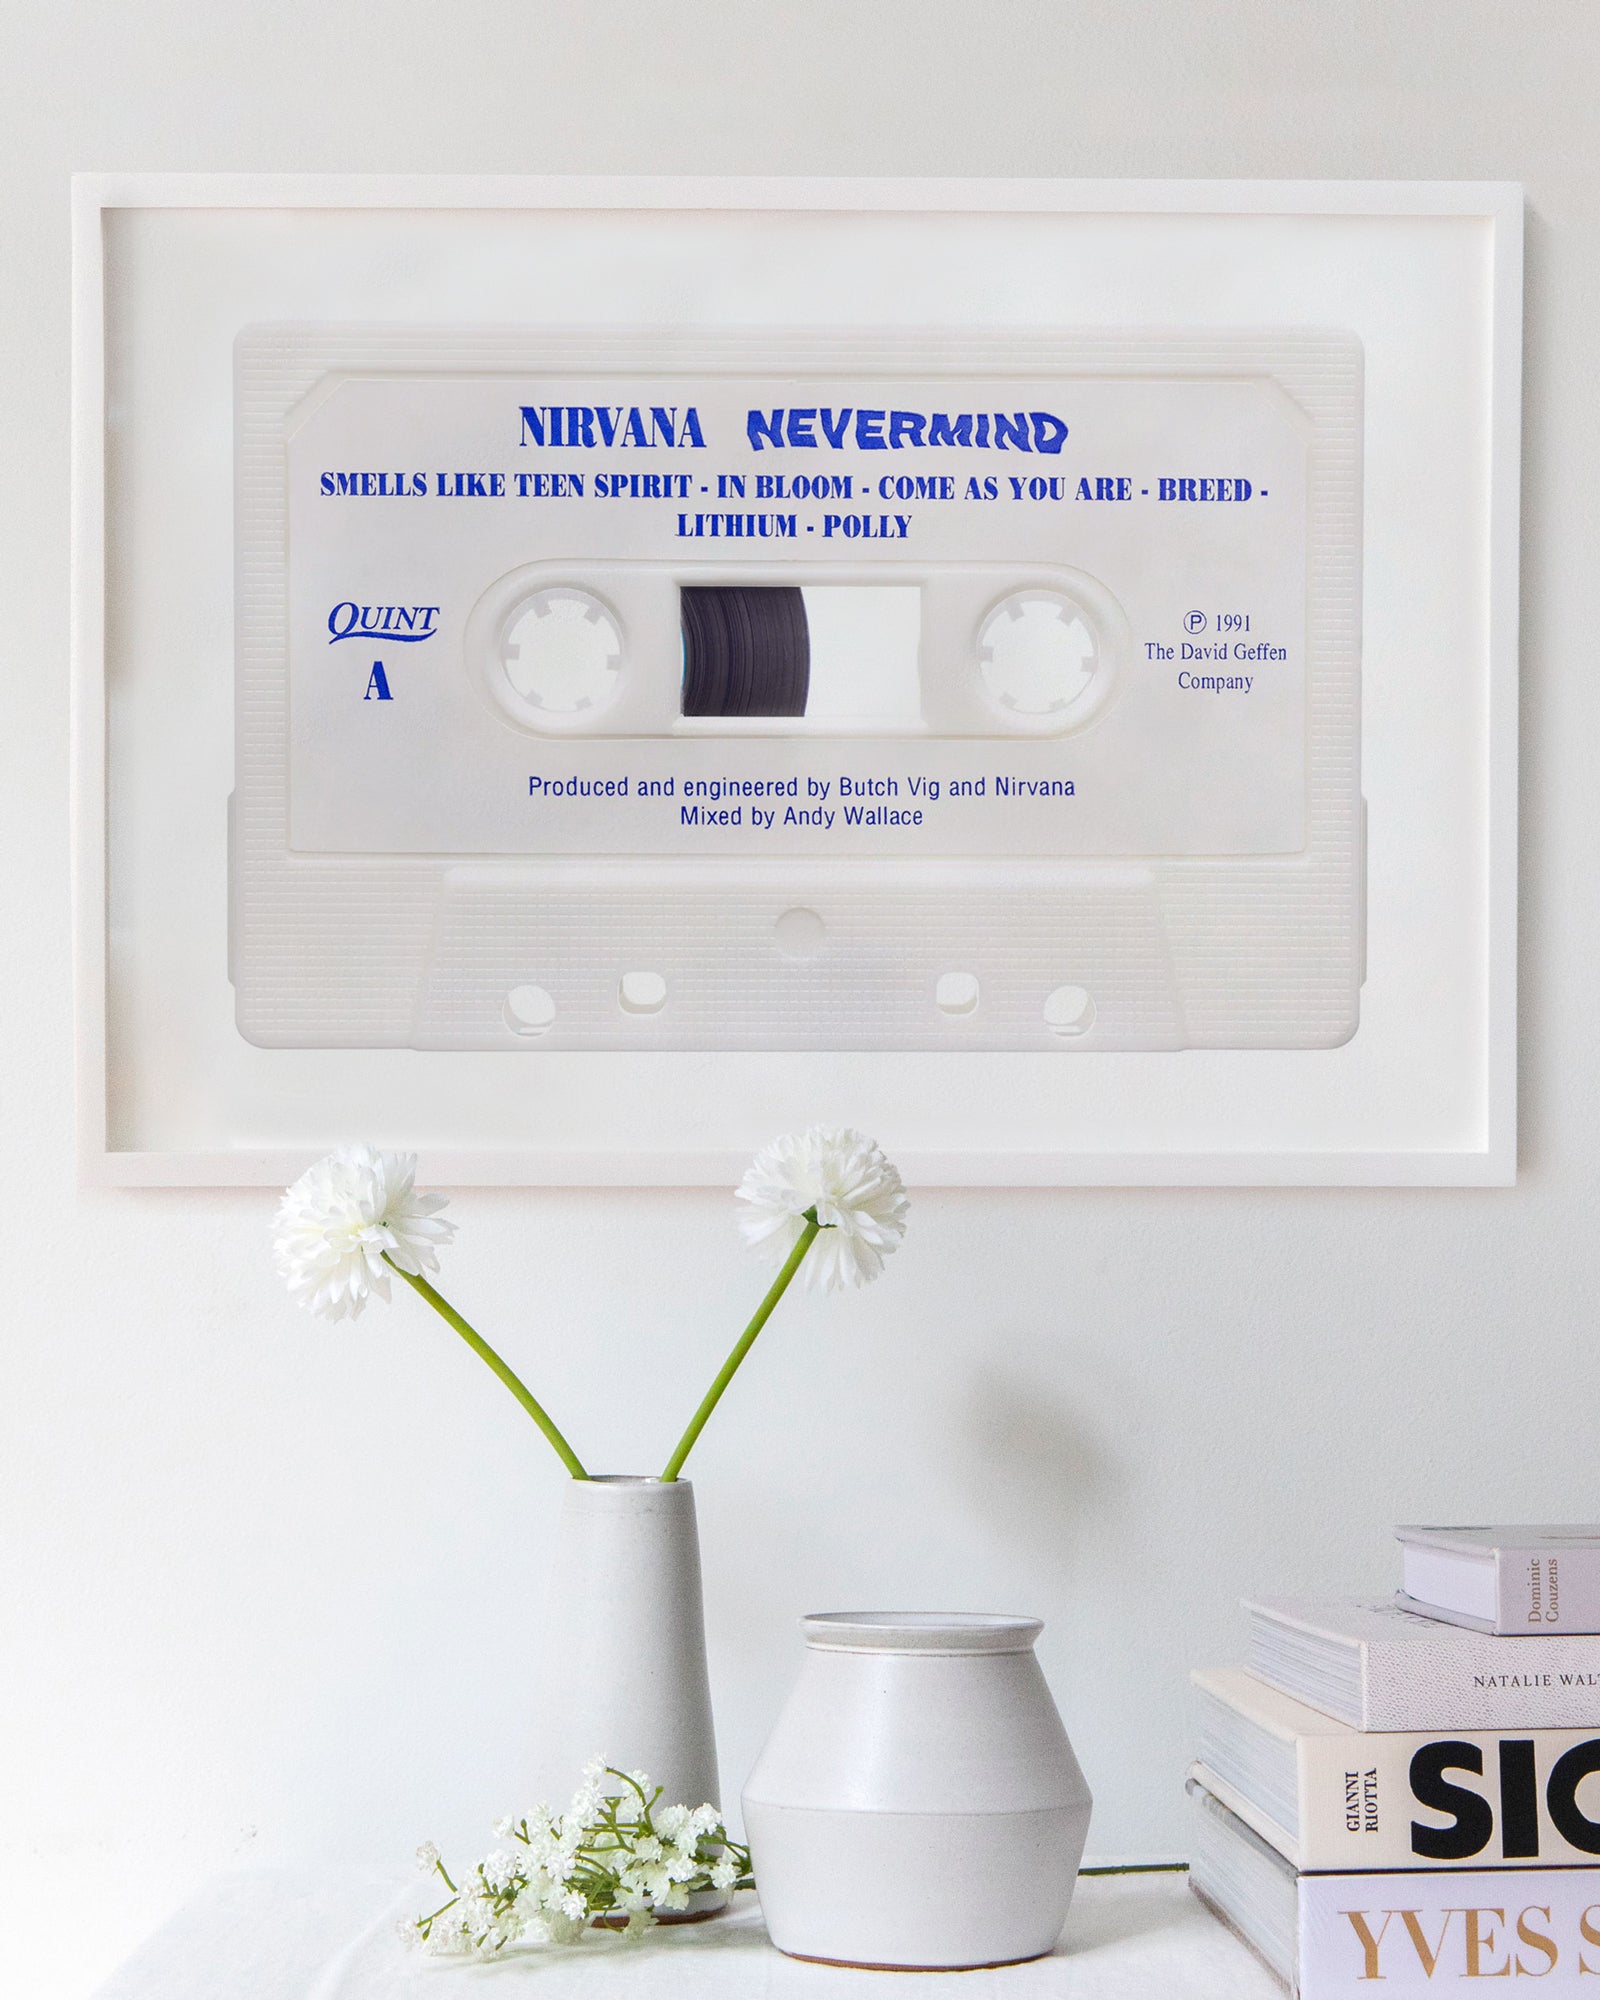 NIRVANA NEVERMIND
SMELLS LIKE TEEN SPIRIT - IN BLOOM - COME AS YOU ARE - BREED -
LITHIUM - POLLY
QUINT
A
℗ 1991
The David Geffen
Company
Produced and engineered by Butch Vig and Nirvana
Mixed by Andy Wallace
Dominic
Couzens
NATALIE WAL
GIANNI
RIOTTA
SIC
YVES S